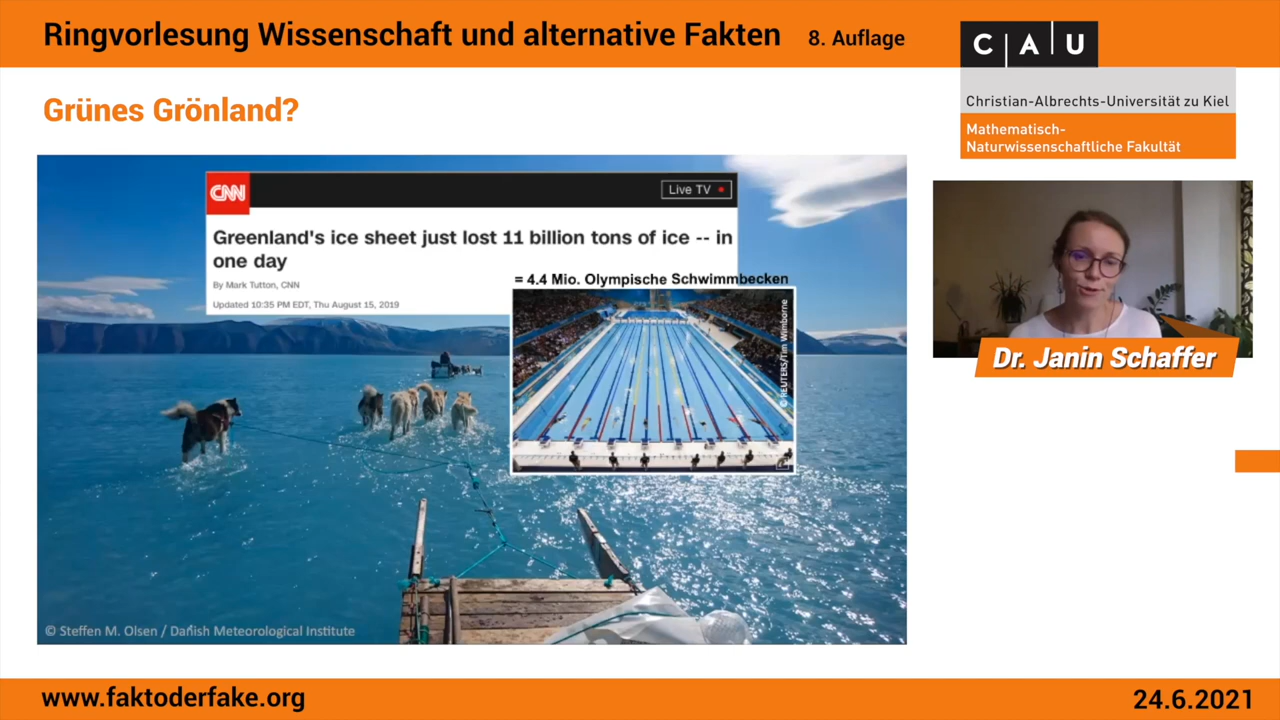 Ringvorlesung Wissenschaft und alternative Fakten 8. Auflage
CAU
Christian-Albrechts-Universität zu Kiel
Mathematisch-
Naturwissenschaftliche Fakultät
Grünes Grönland?
CNN
Live TV
Greenland's ice sheet just lost 11 billion tons of ice -- in
one day
By Mark Tutton, CNN
Updated 10:35 PM EDT, Thu August 15, 2019
= 4.4 Mio. Olympische Schwimmbecken
© REUTERS/Tim Wimborne
Dr. Janin Schaffer
© Steffen M. Olsen / Danish Meteorological Institute
www.faktoderfake.org
24.6.2021